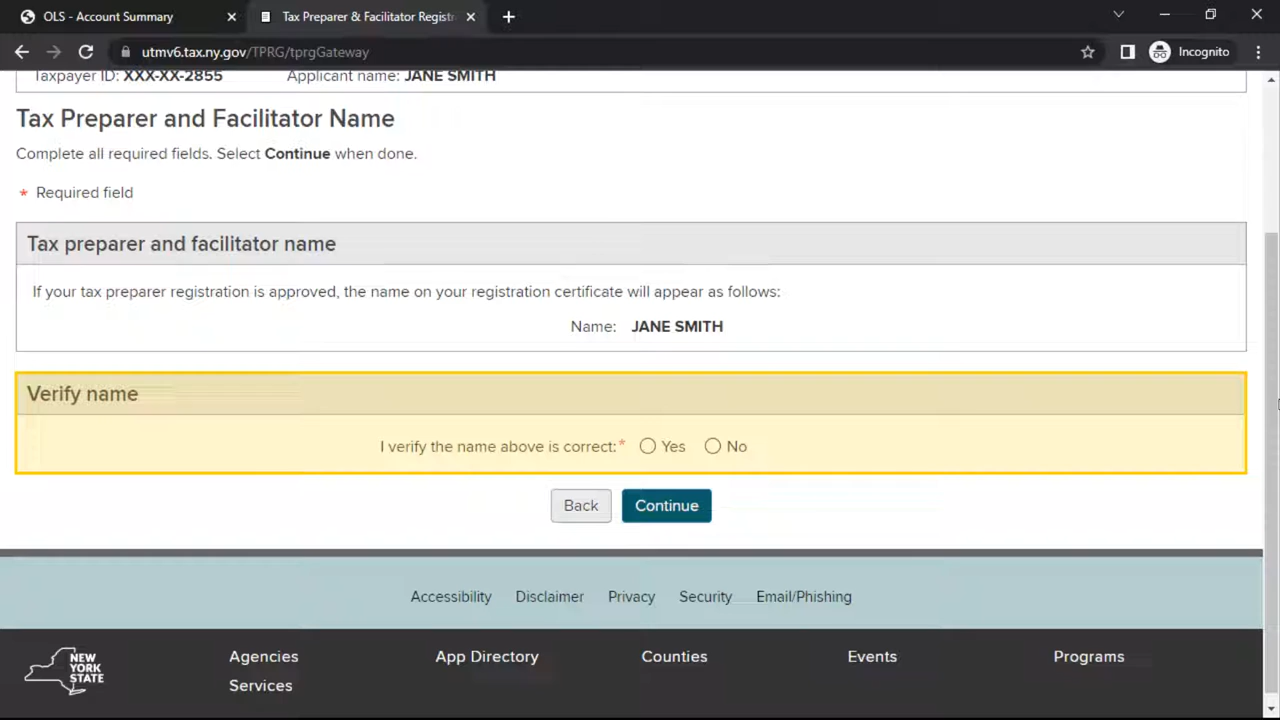 OLS - Account Summary
Tax Preparer & Facilitator Registr
utmv6.tax.ny.gov/TPRG/tprgGateway
Incognito
Taxpayer ID: XXX-XX-2855 Applicant name: JANE SMITH
Tax Preparer and Facilitator Name
Complete all required fields. Select Continue when done.
* Required field
Tax preparer and facilitator name
If your tax preparer registration is approved, the name on your registration certificate will appear as follows:
Name: JANE SMITH
Verify name
I verify the name above is correct:* Yes No
Back Continue
Accessibility Disclaimer Privacy Security Email/Phishing
NEW YORK STATE
Agencies App Directory Counties Events Programs
Services